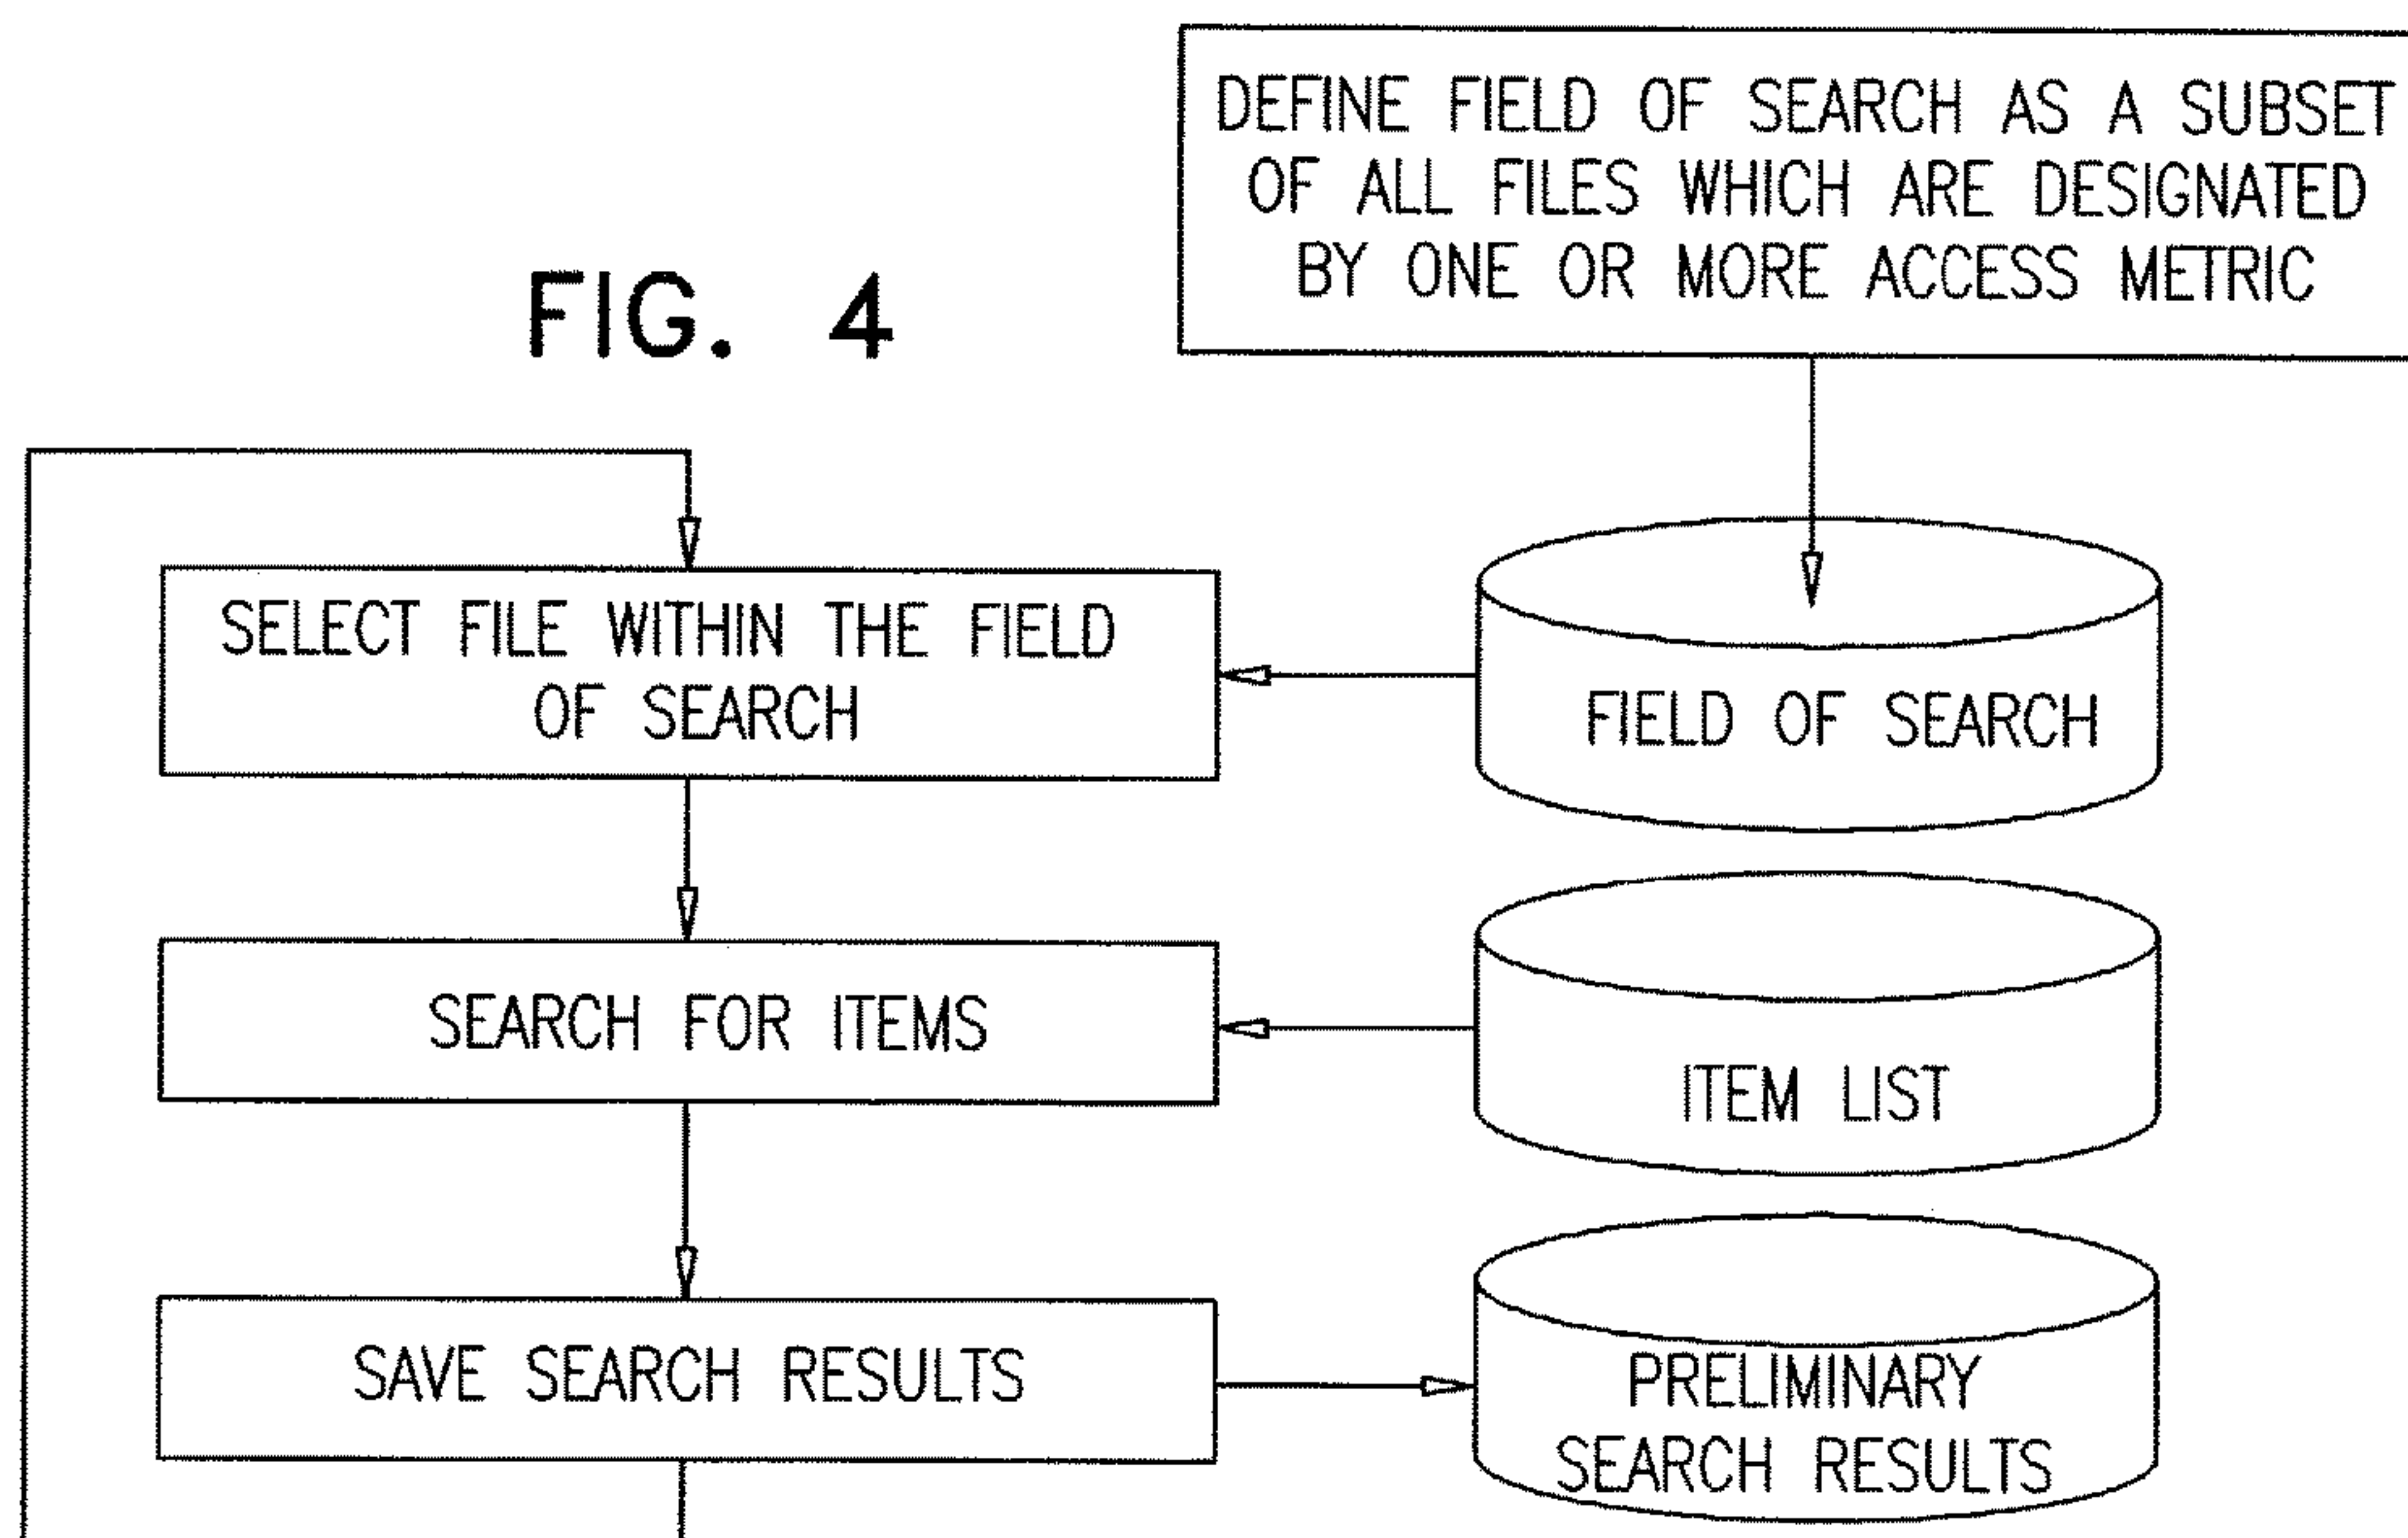 DEFINE FIELD OF SEARCH AS A SUBSET
OF ALL FILES WHICH ARE DESIGNATED
BY ONE OR MORE ACCESS METRIC
FIG. 4
SELECT FILE WITHIN THE FIELD
OF SEARCH
FIELD OF SEARCH
SEARCH FOR ITEMS
ITEM LIST
SAVE SEARCH RESULTS
PRELIMINARY
SEARCH RESULTS